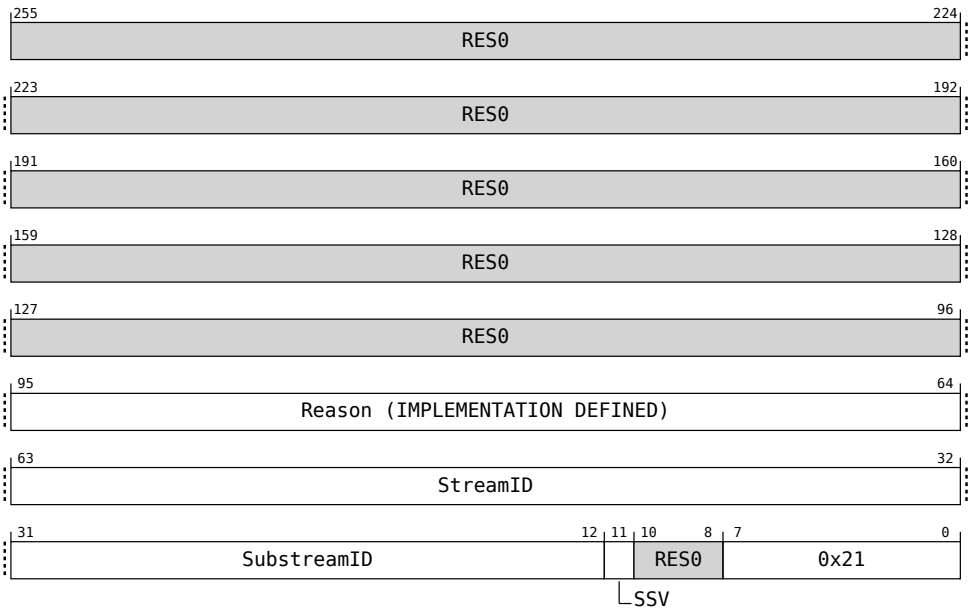 255 224
RES0
223 192
RES0
191 160
RES0
159 128
RES0
127 96
RES0
95 64
Reason (IMPLEMENTATION DEFINED)
63 32
StreamID
31 12 11 10 8 7 0
SubstreamID RES0 0x21
SSV